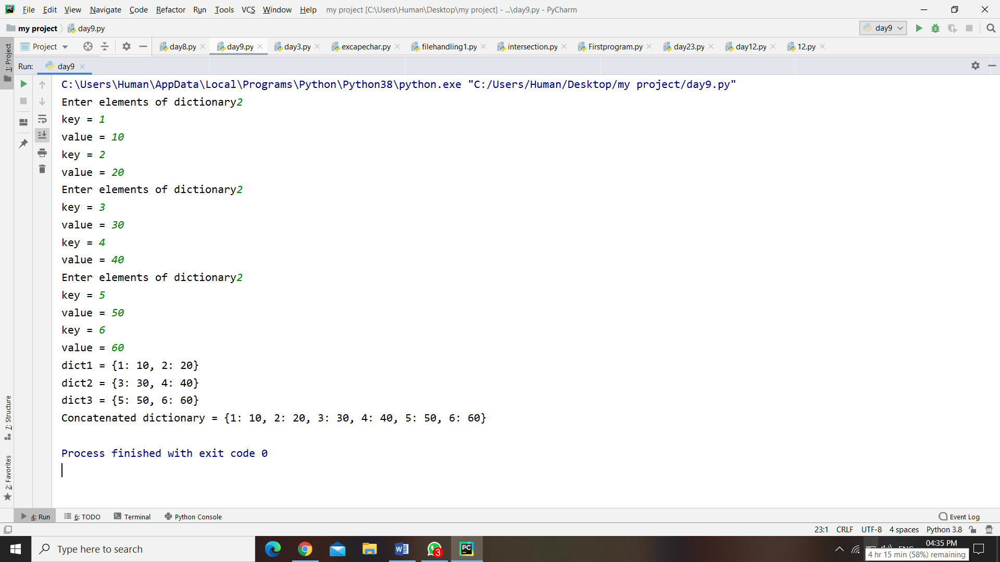 File Edit View Navigate Code Refactor Run Tools VCS Window Help my project [C:\Users\Human\Desktop\my project] - ...\day9.py - PyCharm
my project day9.py day9
Project day8.py day9.py day3.py excapechar.py filehandling1.py intersection.py Firstprogram.py day23.py day12.py 12.py
1: Project
Run: day9
C:\Users\Human\AppData\Local\Programs\Python\Python38\python.exe "C:/Users/Human/Desktop/my project/day9.py"
Enter elements of dictionary2
key = 1
value = 10
key = 2
value = 20
Enter elements of dictionary2
key = 3
value = 30
key = 4
value = 40
Enter elements of dictionary2
key = 5
value = 50
key = 6
value = 60
dict1 = {1: 10, 2: 20}
dict2 = {3: 30, 4: 40}
dict3 = {5: 50, 6: 60}
Concatenated dictionary = {1: 10, 2: 20, 3: 30, 4: 40, 5: 50, 6: 60}
Process finished with exit code 0
7: Structure
2: Favorites
4: Run 6: TODO Terminal Python Console Event Log
23:1 CRLF UTF-8 4 spaces Python 3.8
Type here to search
PC
3
04:35 PM
4 hr 15 min (58%) remaining